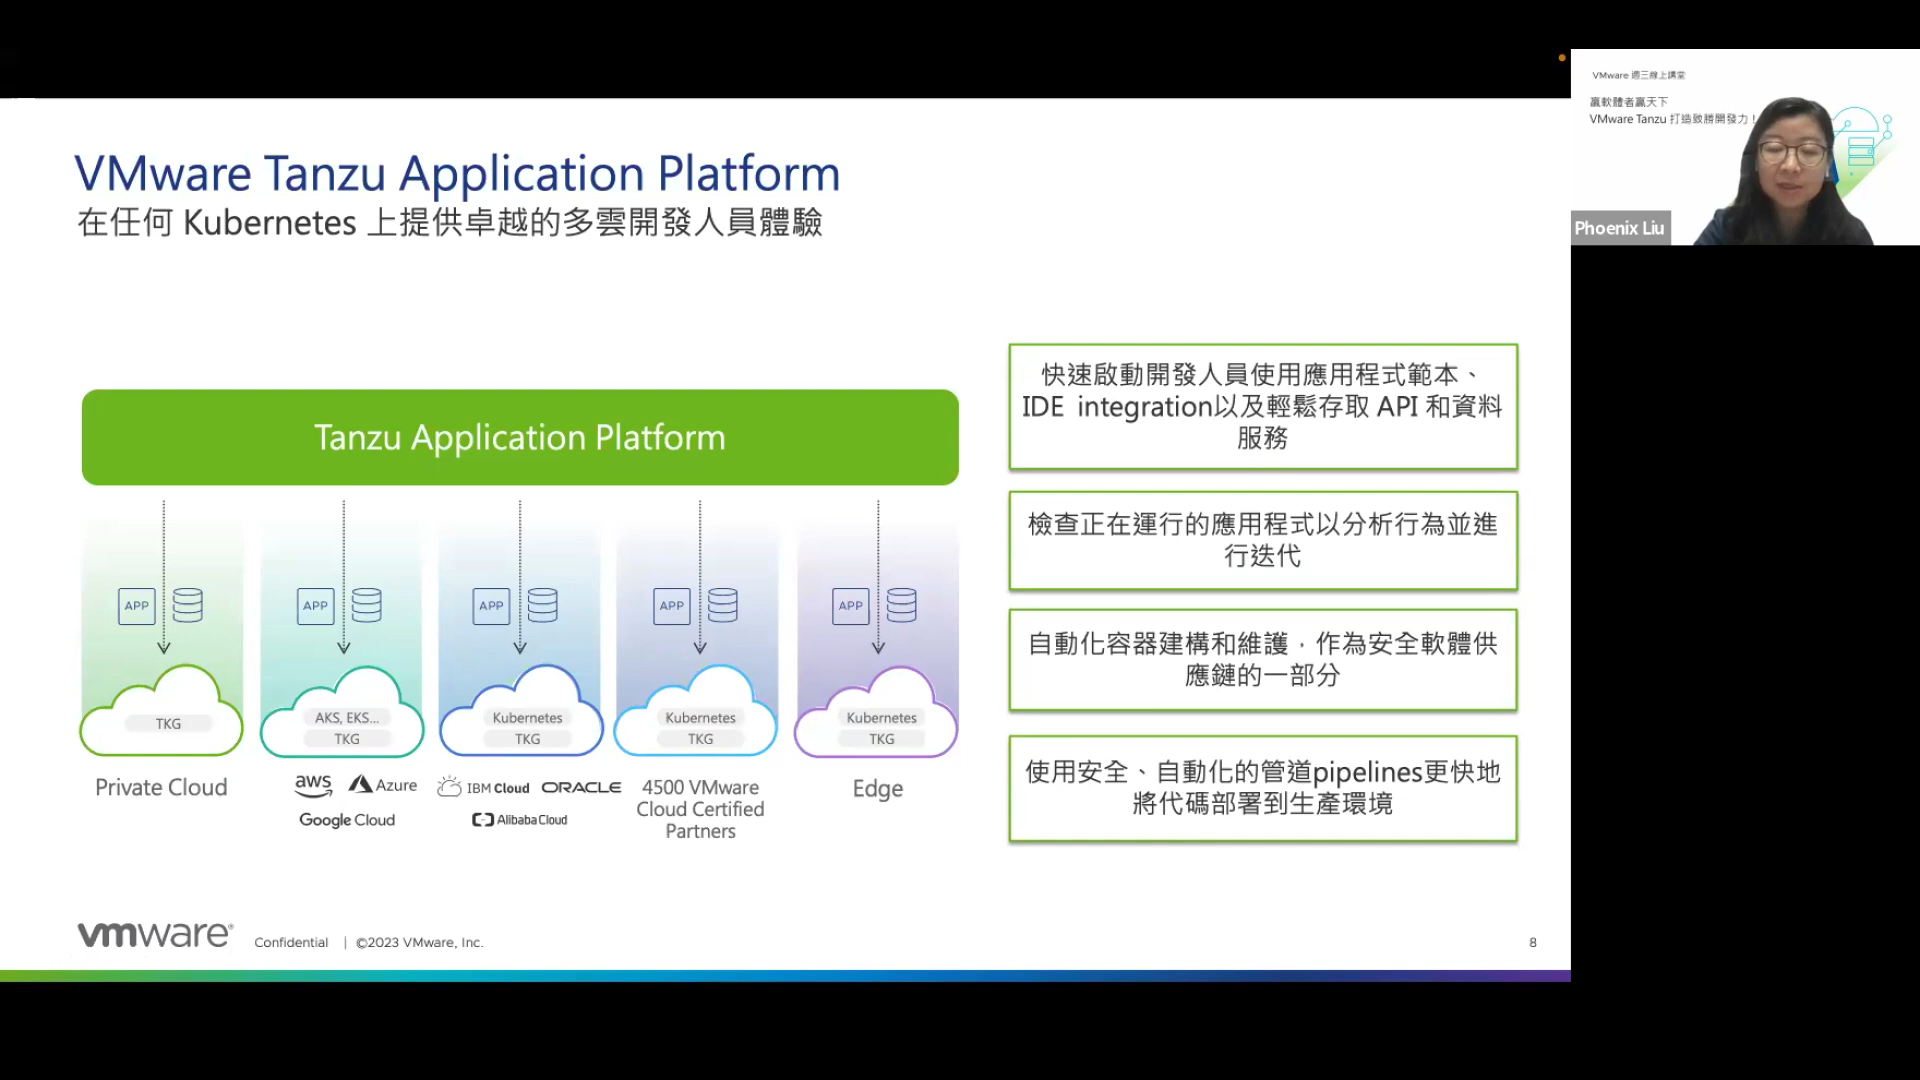 VMware Tanzu Application Platform
在任何 Kubernetes 上提供卓越的多雲開發人員體驗
Tanzu Application Platform
APP
APP
APP
APP
APP
TKG
AKS, EKS...
TKG
Kubernetes
TKG
Kubernetes
TKG
Kubernetes
TKG
Private Cloud
aws
Azure
Google Cloud
IBM Cloud
ORACLE
Alibaba Cloud
4500 VMware
Cloud Certified
Partners
Edge
快速啟動開發人員使用應用程式範本、
IDE integration以及輕鬆存取 API 和資料
服務
檢查正在運行的應用程式以分析行為並進
行迭代
自動化容器建構和維護，作為安全軟體供
應鏈的一部分
使用安全、自動化的管道pipelines更快地
將代碼部署到生產環境
vmware®
Confidential | ©2023 VMware, Inc.
8
VMware 週三線上講堂
贏軟體者贏天下
VMware Tanzu 打造致勝開發力！
Phoenix Liu